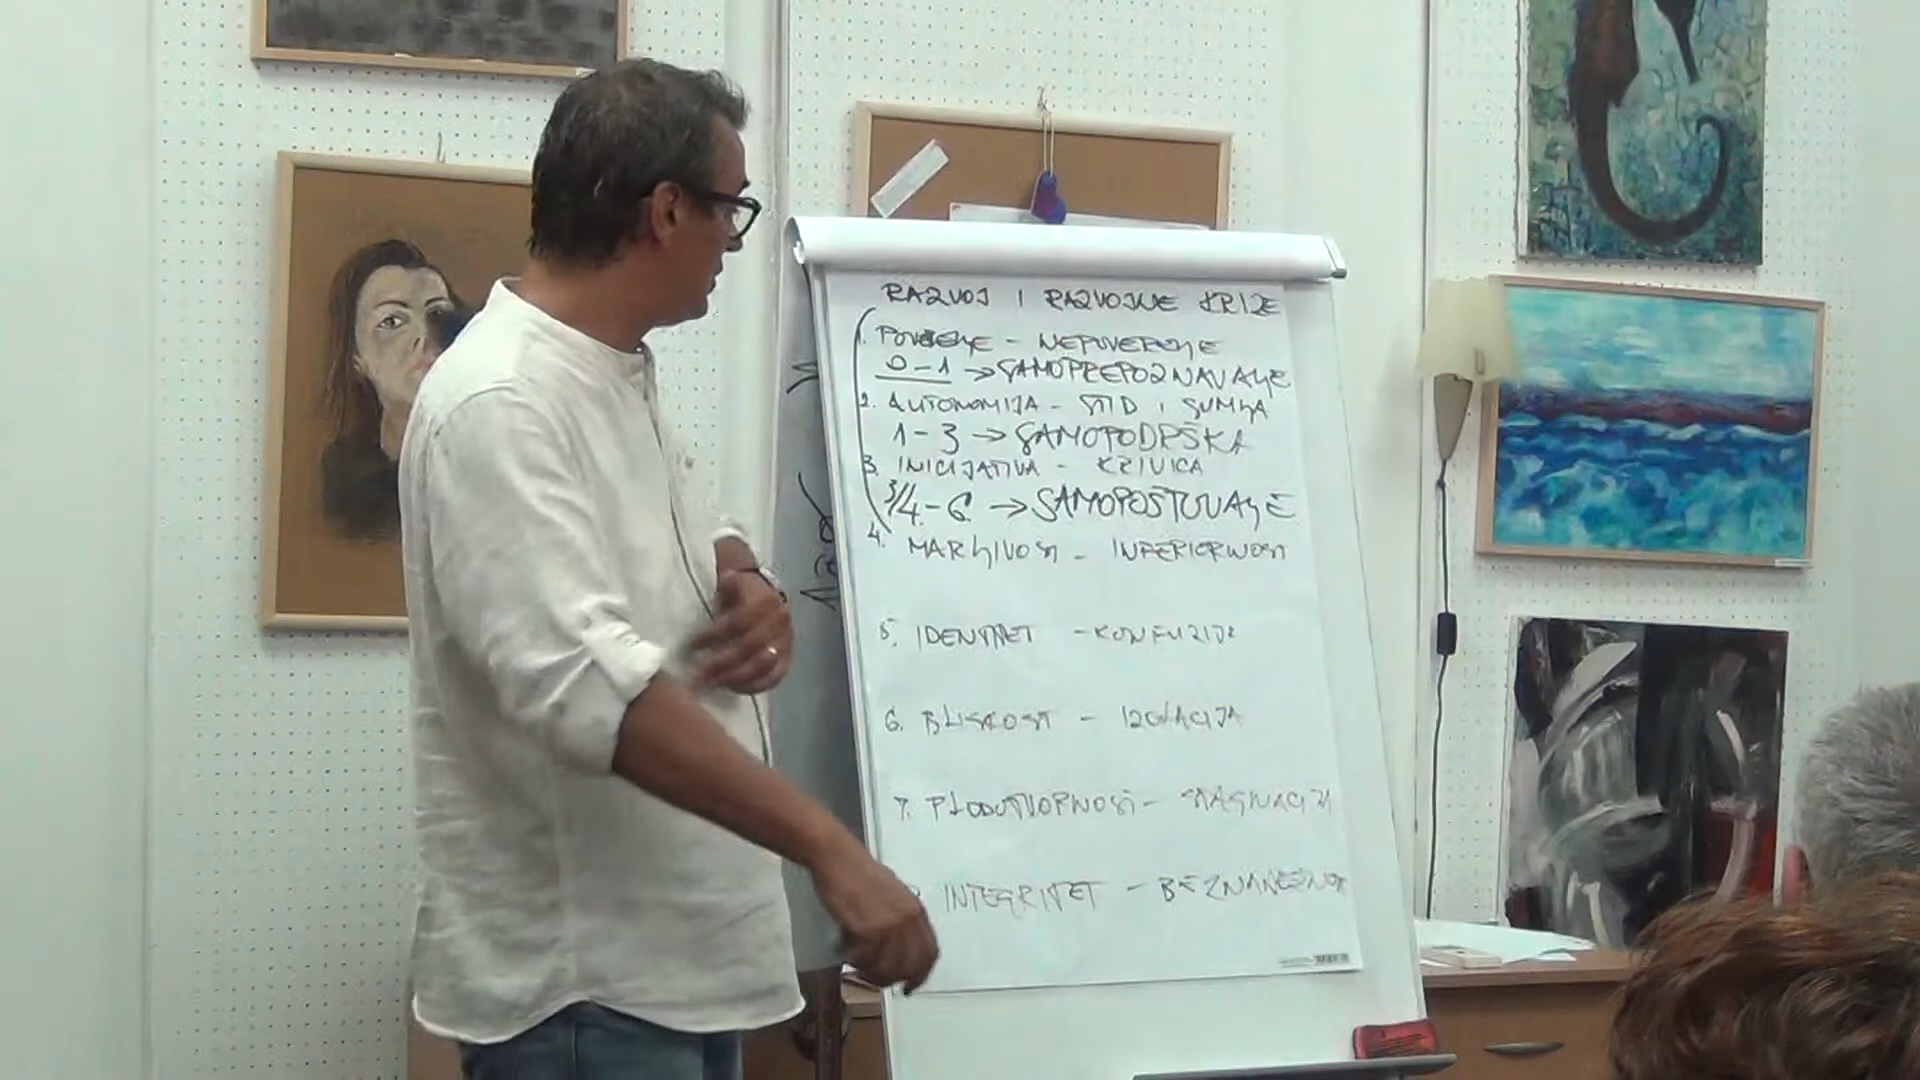 RAZVOJ I RAZVOJNE KRIZE
1. POVERENJE - NEPOVERENJE
0-1 → SAMOPREPOZNAVANJE
2. AUTONOMIJA - STID I SUMNJA
1-3 → SAMOPODRŠKA
3. INICIJATIVA - KRIVICA
3/4-6 → SAMOPOŠTOVANJE
4. MARLJIVOST - INFERIORNOST
5. IDENTITET - KONFUZIJA
6. BLISKOST - IZOLACIJA
7. PLODOTVORNOST - STAGNACIJA
INTEGRITET -